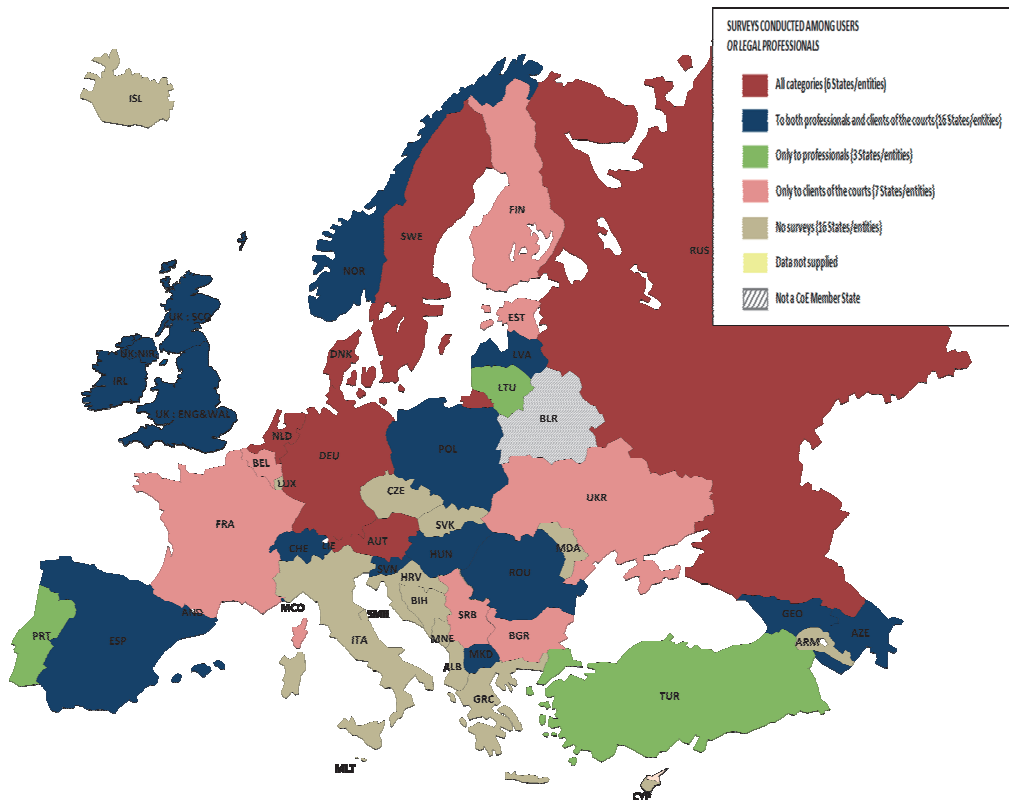 SURVEYS CONDUCTED AMONG USERS
OR LEGAL PROFESSIONALS
All categories (6 States/entities)
To both professionals and clients of the courts (16 States/entities)
Only to professionals (3 States/entities)
Only to clients of the courts (7 States/entities)
No surveys (16 States/entities)
Data not supplied
Not a CoE Member State
ISL
FIN
SWE
RUS
NOR
UK : SCO
EST
UK:NIR
DNK
LVA
IRL
LTU
UK : ENG&WAL
BLR
NLD
POL
DEU
BEL
LUX
CZE
UKR
FRA
SVK
AUT
CHE
LIE
HUN
MDA
SVN
ROU
HRV
BIH
MCO
SMR
AND
SRB
GEO
PRT
ESP
ITA
MNE
BGR
AZE
ARM
MKD
ALB
GRC
TUR
MLT
CYP